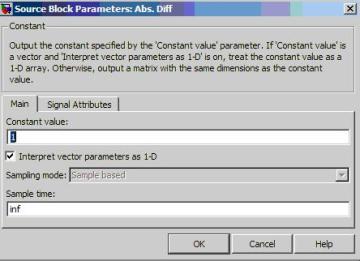 Source Block Parameters: Abs. Diff
Constant
Output the constant specified by the 'Constant value' parameter. If 'Constant value' is
a vector and 'Interpret vector parameters as 1-D' is on, treat the constant value as a
1-D array. Otherwise, output a matrix with the same dimensions as the constant
value.
Main Signal Attributes
Constant value:
1
Interpret vector parameters as 1-D
Sampling mode: Sample based
Sample time:
inf
OK Cancel Help